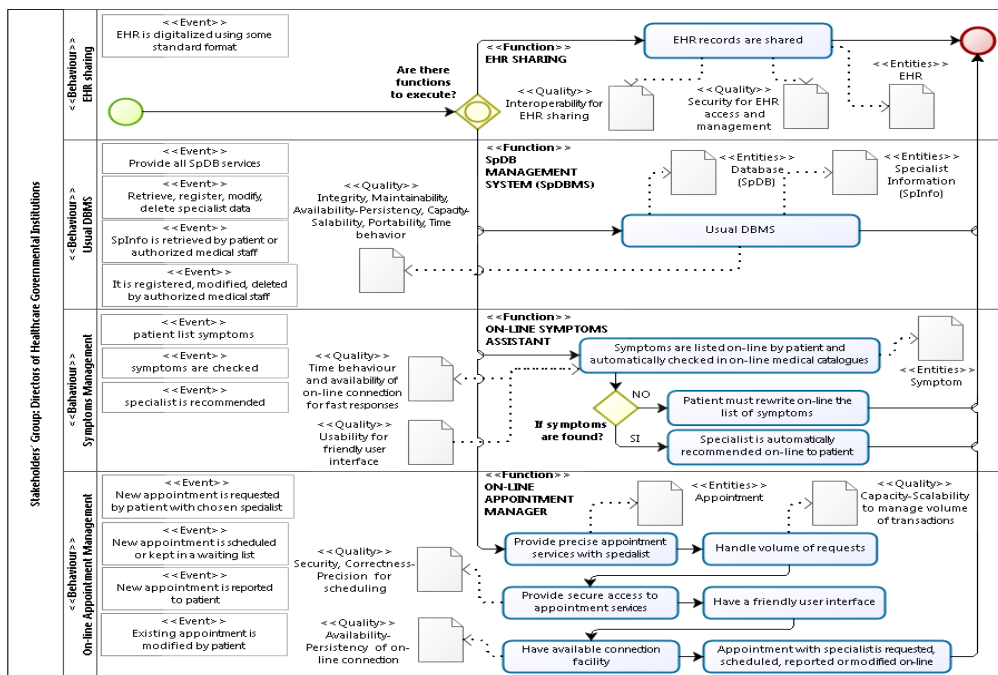 Stakeholders' Group: Directors of Healthcare Governmental Institutions
<<Behaviour>>
EHR sharing
<<Event>>
EHR is digitalized using some
standard format
Are there
functions
to execute?
<<Function>>
EHR SHARING
EHR records are shared
<<Quality>>
Interoperability for
EHR sharing
<<Quality>>
Security for EHR
access and
management
<<Entities>>
EHR
<<Behaviour>>
Usual DBMS
<<Event>>
Provide all SpDB services
<<Event>>
Retrieve, register, modify,
delete specialist data
<<Event>>
SpInfo is retrieved by patient or
authorized medical staff
<<Event>>
It is registered, modified, deleted
by authorized medical staff
<<Quality>>
Integrity, Maintainability,
Availability-Persistency, Capacity-
Salability, Portability, Time
behavior
<<Function>>
SpDB
MANAGEMENT
SYSTEM (SpDBMS)
<<Entities>>
Database
(SpDB)
<<Entities>>
Specialist
Information
(SpInfo)
Usual DBMS
<<Bahaviour>>
Symptoms Management
<<Event>>
patient list symptoms
<<Event>>
symptoms are checked
<<Event>>
specialist is recommended
<<Quality>>
Time behaviour
and availability of
on-line connection
for fast responses
<<Quality>>
Usability for
friendly user
interface
<<Function>>
ON-LINE SYMPTOMS
ASSISTANT
Symptoms are listed on-line by patient and
automatically checked in on-line medical catalogues
<<Entities>>
Symptom
If symptoms
are found?
NO
Patient must rewrite on-line the
list of symptoms
SI
Specialist is automatically
recommended on-line to patient
<<Behaviour>>
On-line Appointment Management
<<Event>>
New appointment is requested
by patient with chosen specialist
<<Event>>
New appointment is scheduled
or kept in a waiting list
<<Event>>
New appointment is reported
to patient
<<Event>>
Existing appointment is
modified by patient
<<Quality>>
Security, Correctness-
Precision for
scheduling
<<Quality>>
Availability-
Persistency of on-
line connection
<<Function>>
ON-LINE
APPOINTMENT
MANAGER
<<Entities>>
Appointment
<<Quality>>
Capacity-Scalability
to manage volume
of transactions
Provide precise appointment
services with specialist
Handle volume of requests
Provide secure access to
appointment services
Have a friendly user interface
Have available connection
facility
Appointment with specialist is requested,
scheduled, reported or modified on-line